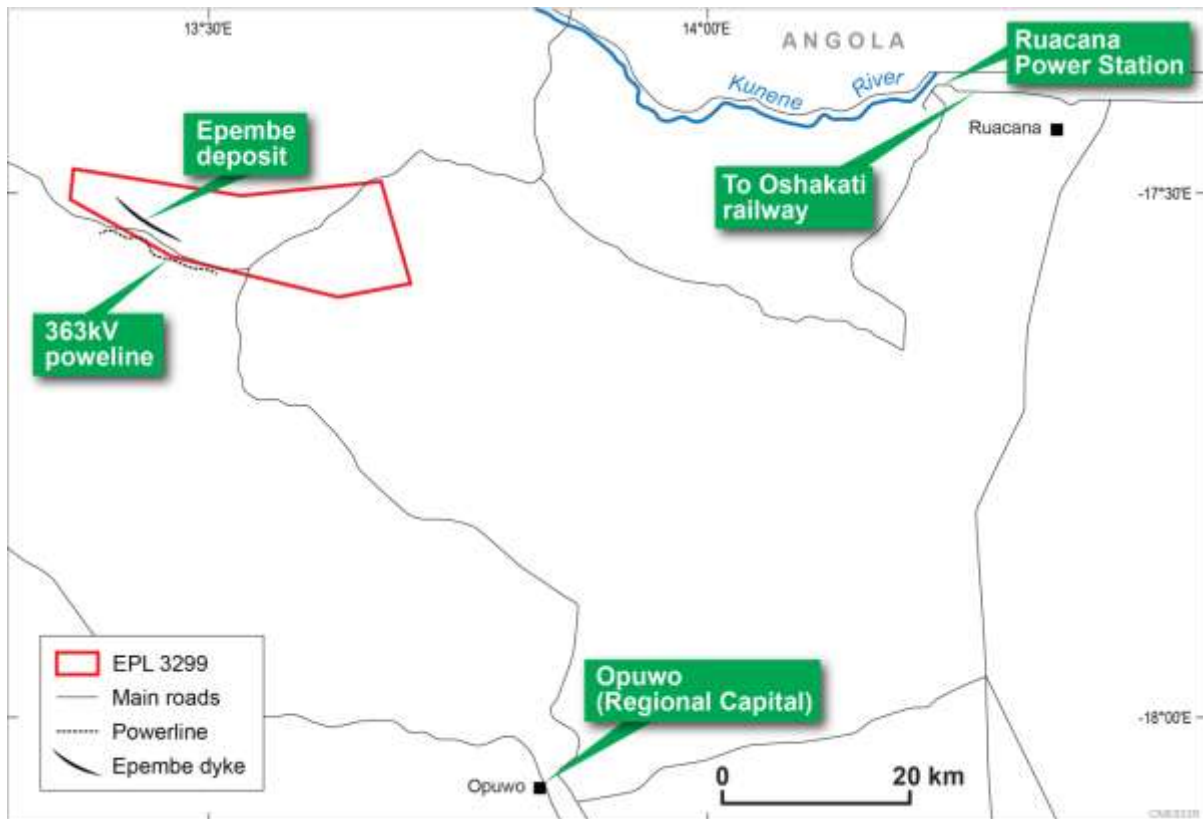 13°30'E
14°00'E
ANGOLA
Ruacana
Power Station
Kunene River
Epembe
deposit
Ruacana
To Oshakati
railway
-17°30'E
363kV
poweline
EPL 3299
Main roads
Powerline
Epembe dyke
Opuwo
(Regional Capital)
-18°00'E
Opuwo
0 20 km